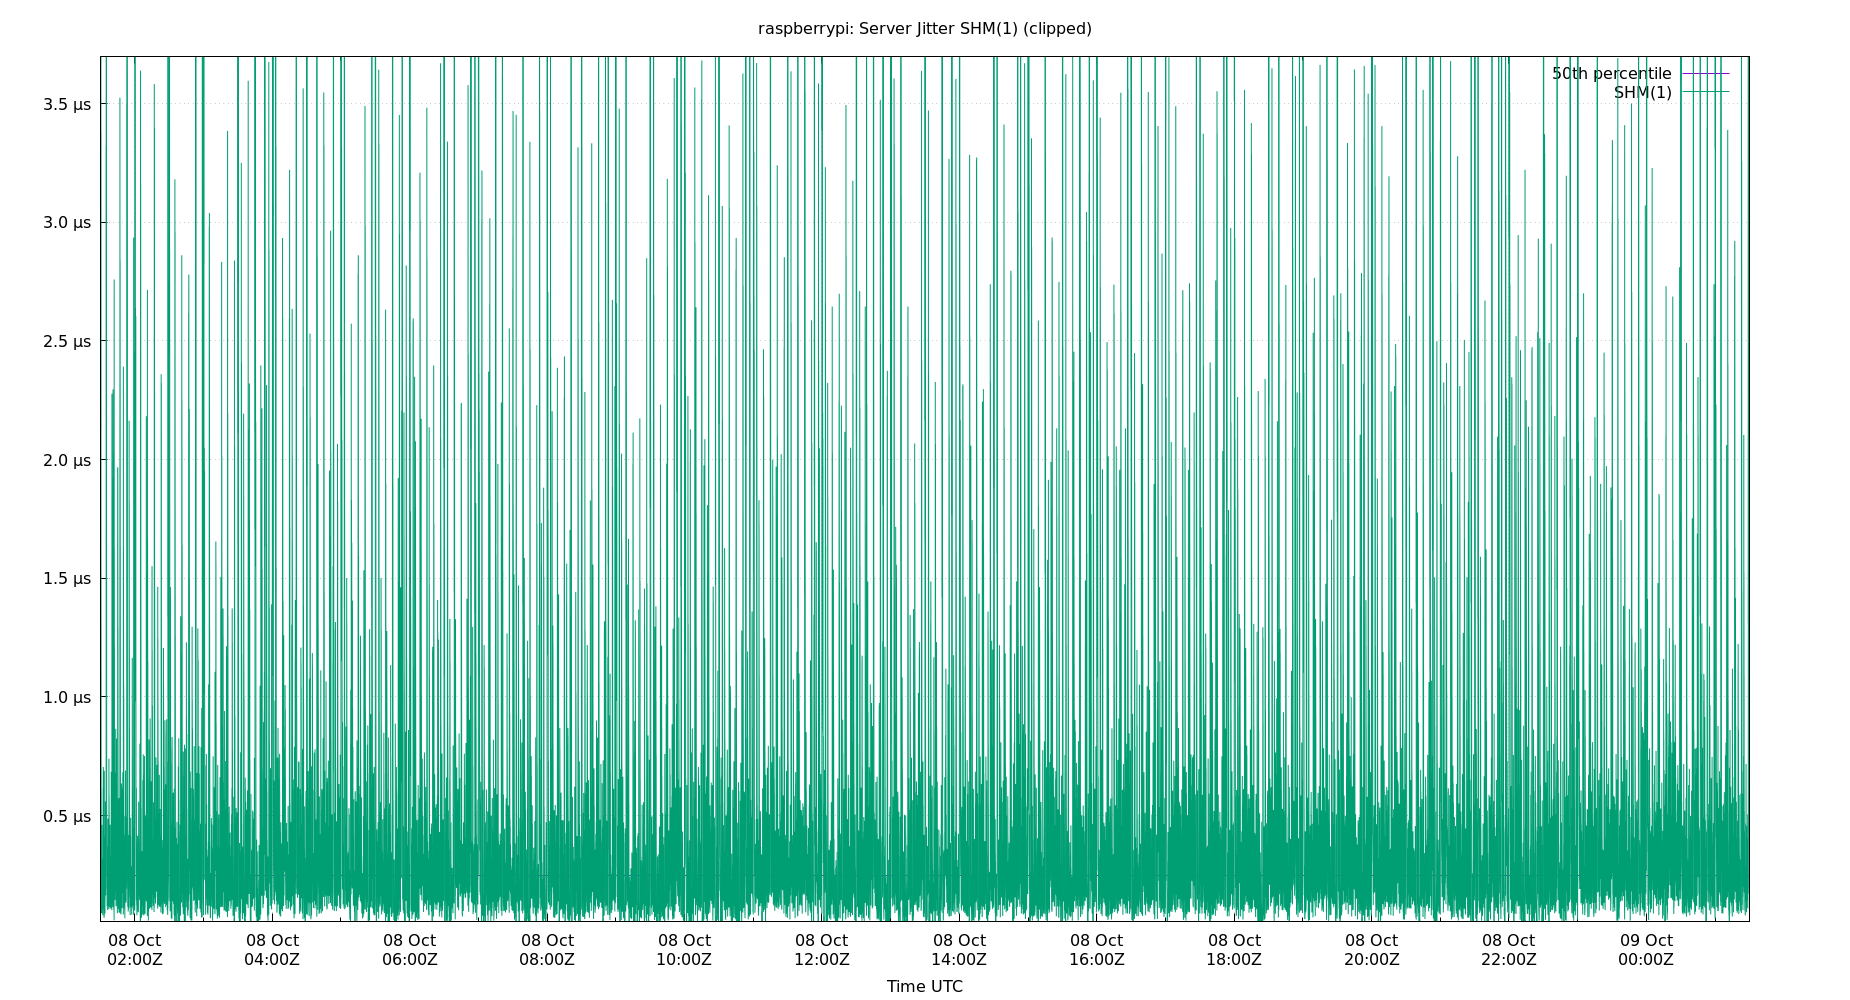 raspberrypi: Server Jitter SHM(1) (clipped)
50th percentile
SHM(1)
3.5 µs
3.0 µs
2.5 µs
2.0 µs
1.5 µs
1.0 µs
0.5 µs
08 Oct 08 Oct 08 Oct 08 Oct 08 Oct 08 Oct 08 Oct 08 Oct 08 Oct 08 Oct 08 Oct 09 Oct
02:00Z 04:00Z 06:00Z 08:00Z 10:00Z 12:00Z 14:00Z 16:00Z 18:00Z 20:00Z 22:00Z 00:00Z
Time UTC